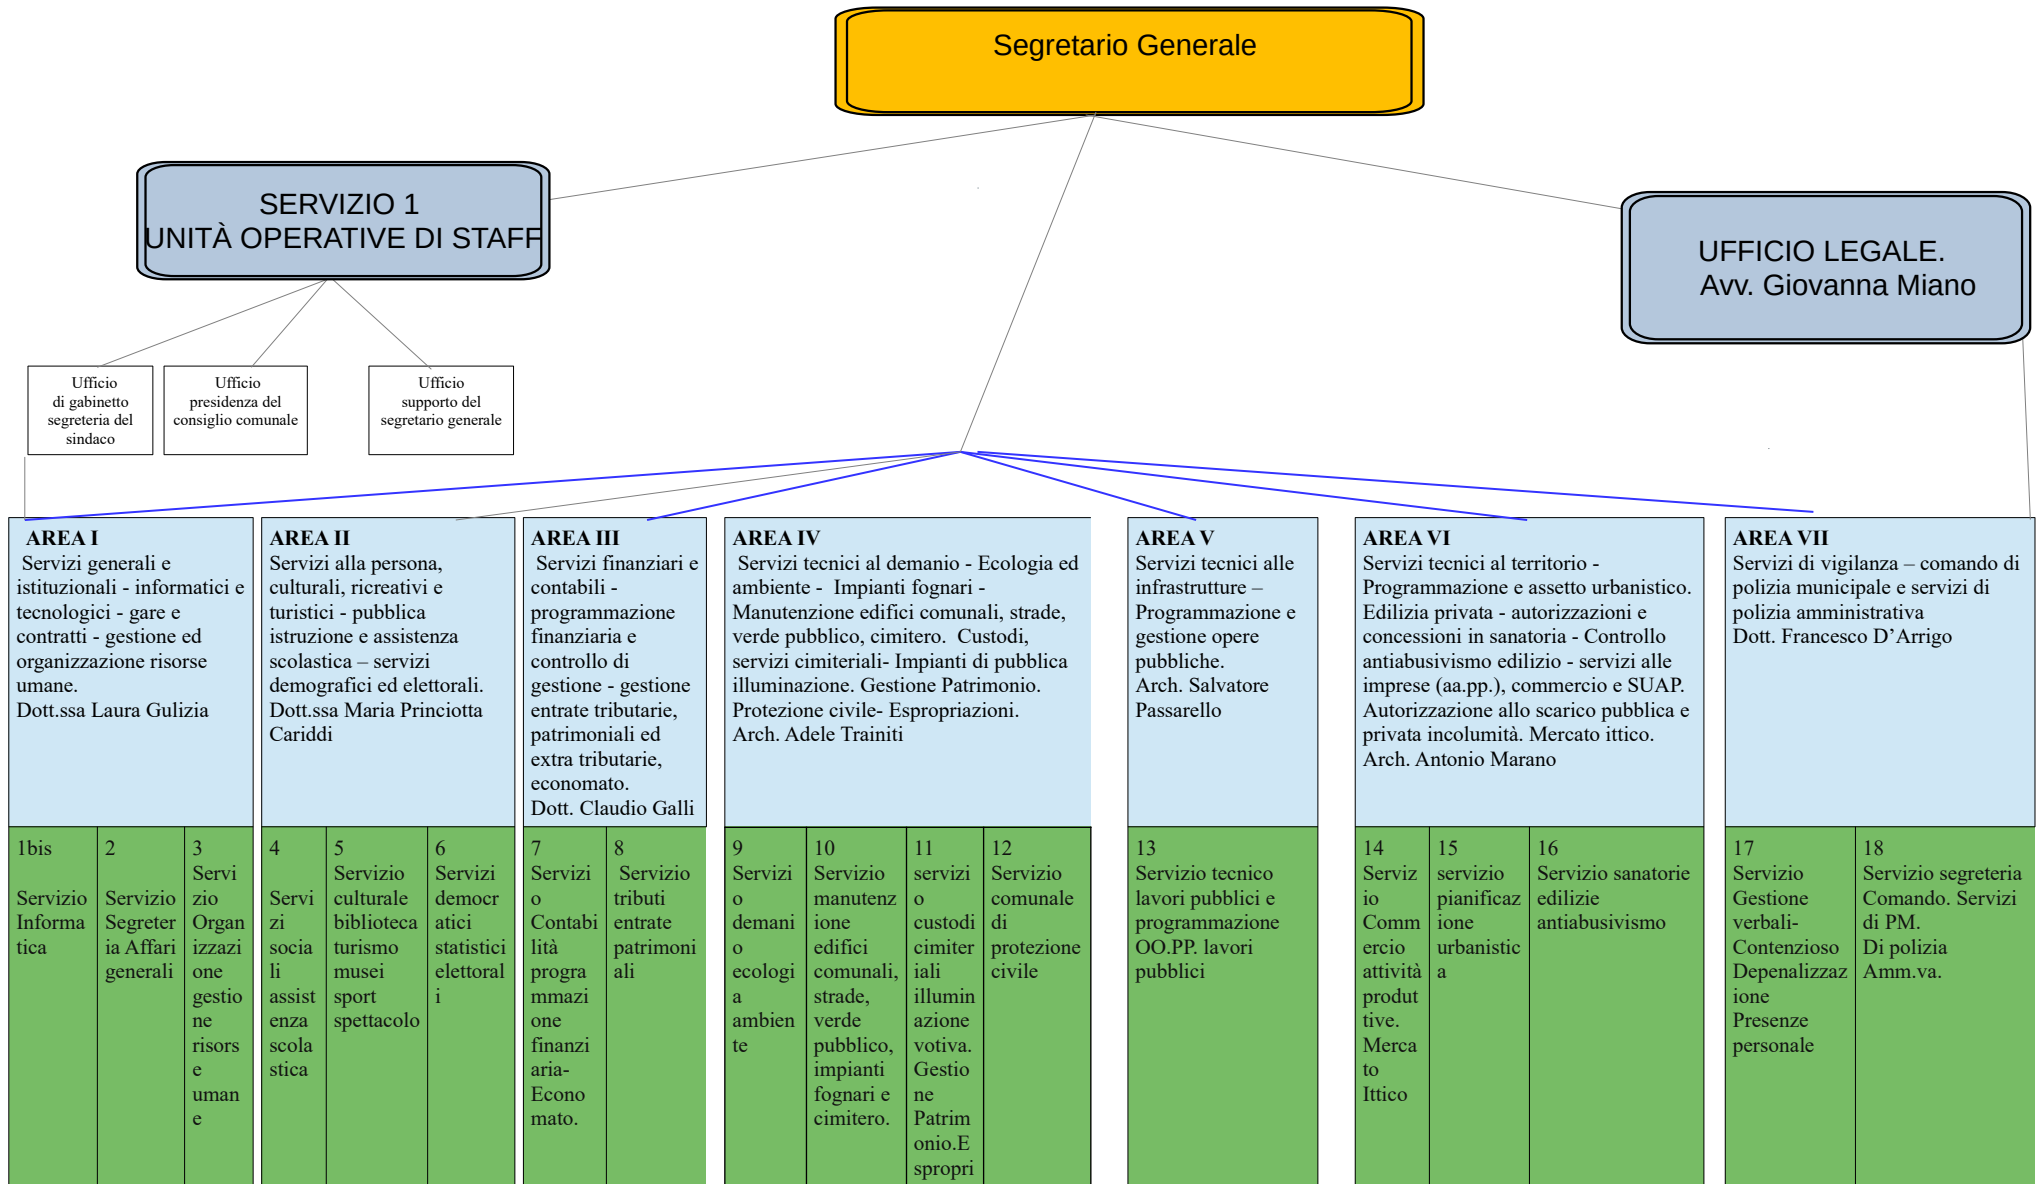 Segretario Generale
SERVIZIO 1
UNITÀ OPERATIVE DI STAFF
UFFICIO LEGALE.
Avv. Giovanna Miano
Ufficio
di gabinetto
segreteria del
sindaco
Ufficio
presidenza del
consiglio comunale
Ufficio
supporto del
segretario generale
AREA I
Servizi generali e
istituzionali - informatici e
tecnologici - gare e
contratti - gestione ed
organizzazione risorse
umane.
Dott.ssa Laura Gulizia
AREA II
Servizi alla persona,
culturali, ricreativi e
turistici - pubblica
istruzione e assistenza
scolastica – servizi
demografici ed elettorali.
Dott.ssa Maria Princiotta
Cariddi
AREA III
Servizi finanziari e
contabili -
programmazione
finanziaria e
controllo di
gestione - gestione
entrate tributarie,
patrimoniali ed
extra tributarie,
economato.
Dott. Claudio Galli
AREA IV
Servizi tecnici al demanio - Ecologia ed
ambiente -  Impianti fognari -
Manutenzione edifici comunali, strade,
verde pubblico, cimitero.  Custodi,
servizi cimiteriali- Impianti di pubblica
illuminazione. Gestione Patrimonio.
Protezione civile- Espropriazioni.
Arch. Adele Trainiti
AREA V
Servizi tecnici alle
infrastrutture –
Programmazione e
gestione opere
pubbliche.
Arch. Salvatore
Passarello
AREA VI
Servizi tecnici al territorio -
Programmazione e assetto urbanistico.
Edilizia privata - autorizzazioni e
concessioni in sanatoria - Controllo
antiabusivismo edilizio - servizi alle
imprese (aa.pp.), commercio e SUAP.
Autorizzazione allo scarico pubblica e
privata incolumità. Mercato ittico.
Arch. Antonio Marano
AREA VII
Servizi di vigilanza – comando di
polizia municipale e servizi di
polizia amministrativa
Dott. Francesco D’Arrigo
1bis
Servizio
Informa
tica
2
Servizio
Segreter
ia Affari
generali
3
Servi
zio
Organ
izzazi
one
gestio
ne
risors
e
uman
e
4
Servi
zi
socia
li
assist
enza
scola
stica
5
Servizio
culturale
biblioteca
turismo
musei
sport
spettacolo
6
Servizi
democr
atici
statistici
elettoral
i
7
Servizi
o
Contabi
lità
progra
mmazi
one
finanzi
aria-
Econo
mato.
8
Servizio
tributi
entrate
patrimoni
ali
9
Servizi
o
demani
o
ecologi
a
ambien
te
10
Servizio
manutenz
ione
edifici
comunali,
strade,
verde
pubblico,
impianti
fognari e
cimitero.
11
servizi
o
custodi
cimiter
iali
illumin
azione
votiva.
Gestio
ne
Patrim
onio.E
spropri
12
Servizio
comunale
di
protezione
civile
13
Servizio tecnico
lavori pubblici e
programmazione
OO.PP. lavori
pubblici
14
Serviz
io
Comm
ercio
attività
produt
tive.
Merca
to
Ittico
15
servizio
pianificaz
ione
urbanistic
a
16
Servizio sanatorie
edilizie
antiabusivismo
17
Servizio
Gestione
verbali-
Contenzioso
Depenalizzaz
ione
Presenze
personale
18
Servizio segreteria
Comando. Servizi
di PM.
Di polizia
Amm.va.